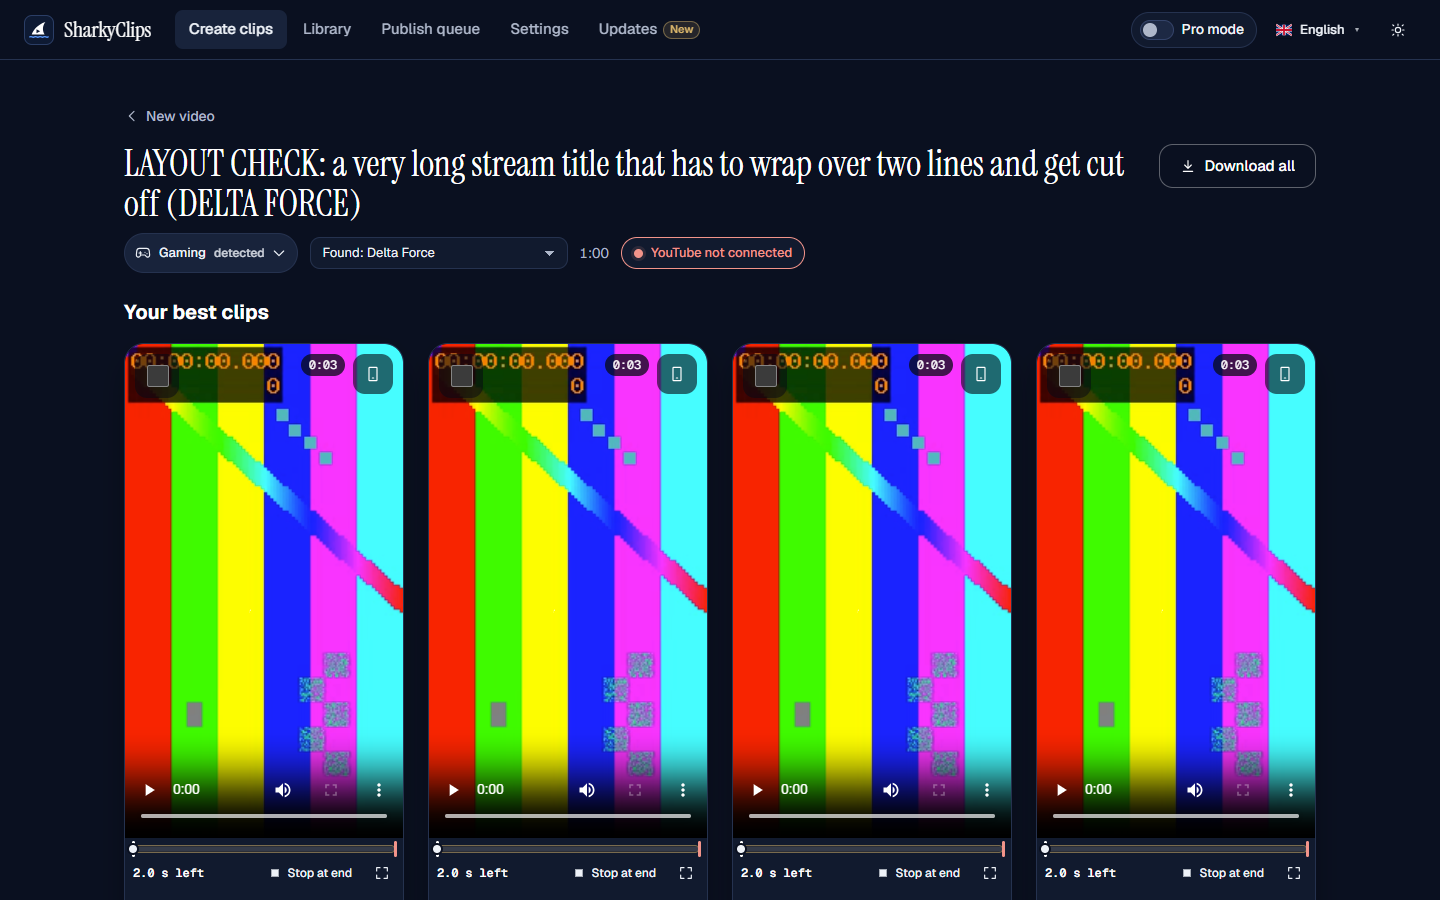 SharkyClips
Create clips
Library
Publish queue
Settings
Updates New
Pro mode
English
New video
LAYOUT CHECK: a very long stream title that has to wrap over two lines and get cut
off (DELTA FORCE)
Download all
Gaming detected
Found: Delta Force
1:00
YouTube not connected
Your best clips
00:00:00.000
0
0:03
00:00:00.000
0
0:03
00:00:00.000
0
0:03
00:00:00.000
0
0:03
0:00
0:00
0:00
0:00
2.0 s left
Stop at end
2.0 s left
Stop at end
2.0 s left
Stop at end
2.0 s left
Stop at end